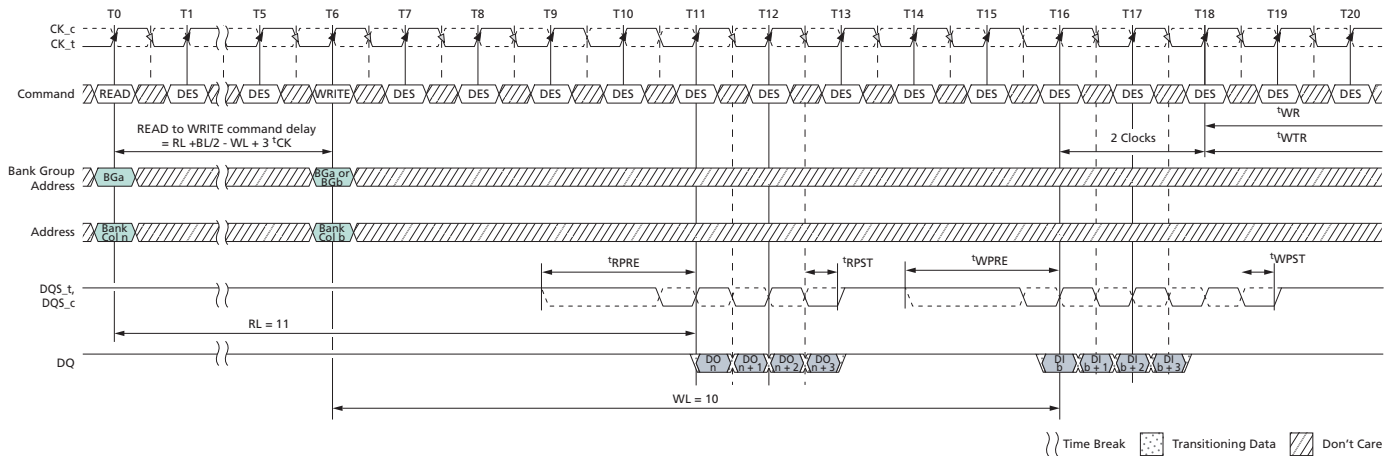 T0 T1 T5 T6 T7 T8 T9 T10 T11 T12 T13 T14 T15 T16 T17 T18 T19 T20
CK_c
CK_t
Command READ DES DES WRITE DES DES DES DES DES DES DES DES DES DES DES DES DES DES
tWR
READ to WRITE command delay
= RL +BL/2 - WL + 3 tCK
2 Clocks
tWTR
Bank Group
Address
BGa
BGa or
BGb
Address
Bank
Col n
Bank
Col b
tRPRE tRPST tWPRE tWPST
DQS_t,
DQS_c
RL = 11
DQ
DO
n
DO
n + 1
DO
n + 2
DO
n + 3
DI
b
DI
b + 1
DI
b + 2
DI
b + 3
WL = 10
Time Break Transitioning Data Don't Care